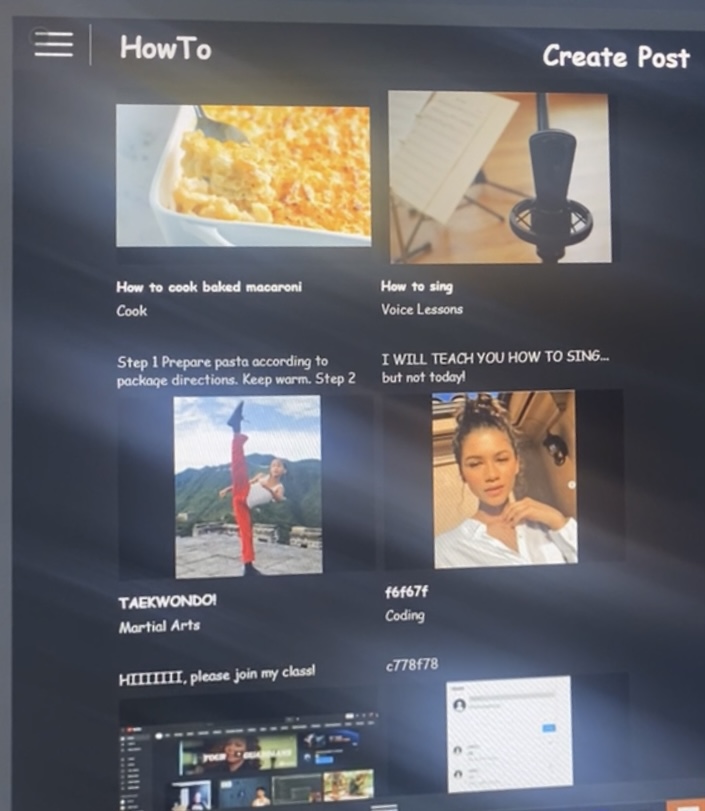 HowTo
Create Post
How to cook baked macaroni
Cook
Step 1 Prepare pasta according to
package directions. Keep warm. Step 2
How to sing
Voice Lessons
I WILL TEACH YOU HOW TO SING...
but not today!
TAEKWONDO!
Martial Arts
HIIIIIII, please join my class!
f6f67f
Coding
c778f78